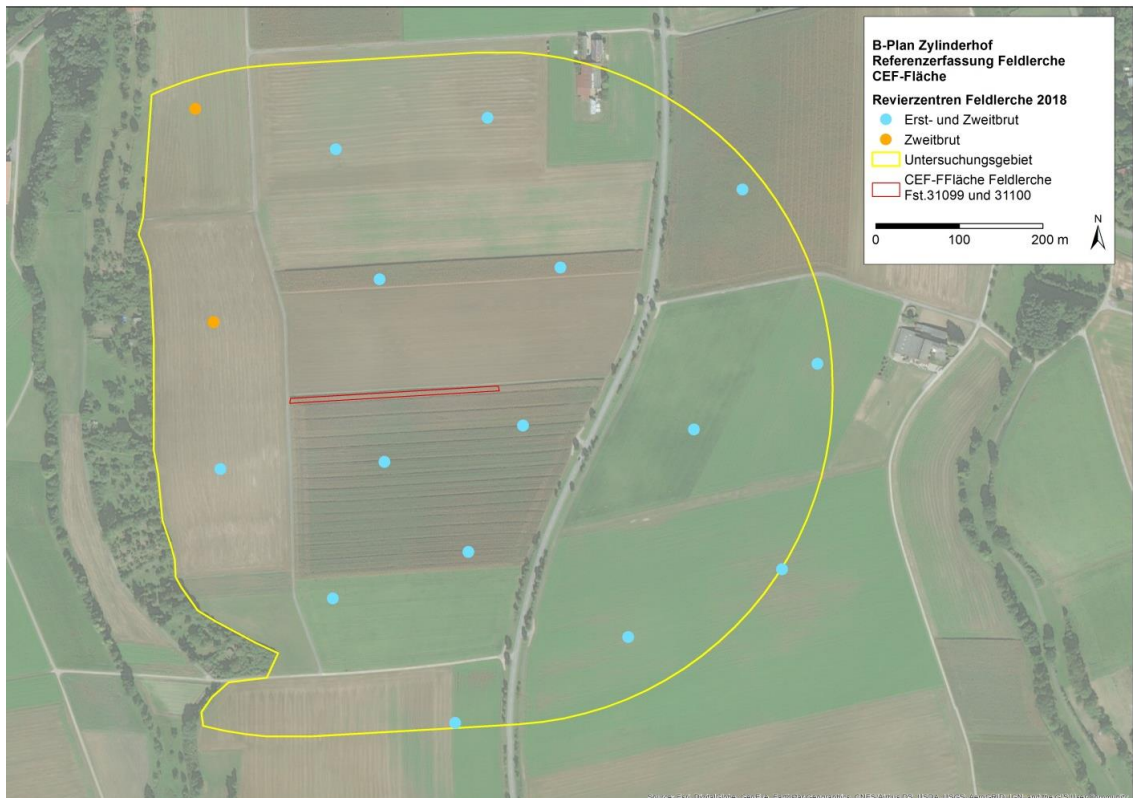 B-Plan Zylinderhof
Referenzerfassung Feldlerche
CEF-Fläche
Revierzentren Feldlerche 2018
Erst- und Zweitbrut
Zweitbrut
Untersuchungsgebiet
CEF-FFläche Feldlerche
Fst.31099 und 31100
N
0 100 200 m